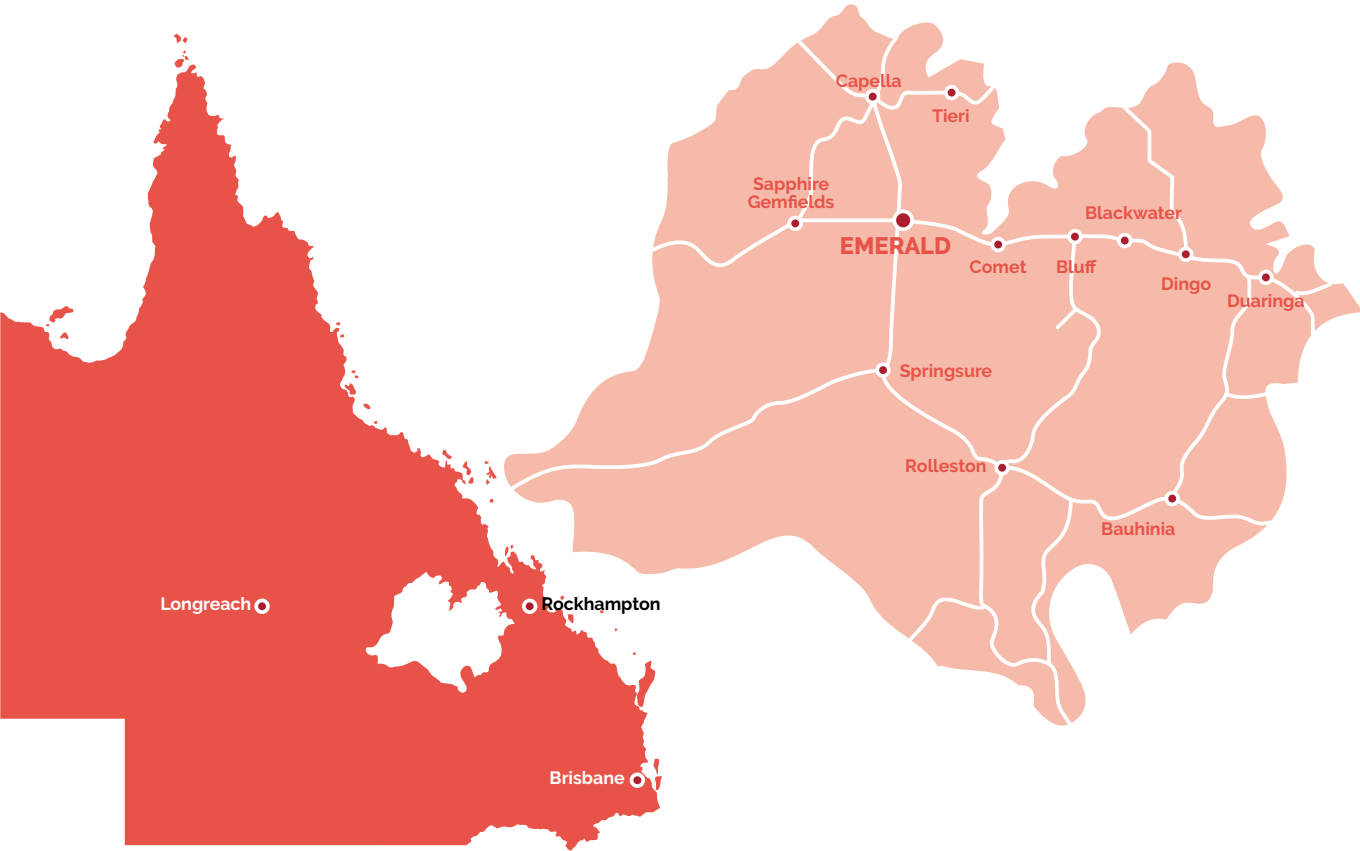 Capella
Tieri
Sapphire
Gemfields
Blackwater
EMERALD
Comet
Bluff
Dingo
Duaringa
Springsure
Rolleston
Bauhinia
Longreach
Rockhampton
Brisbane